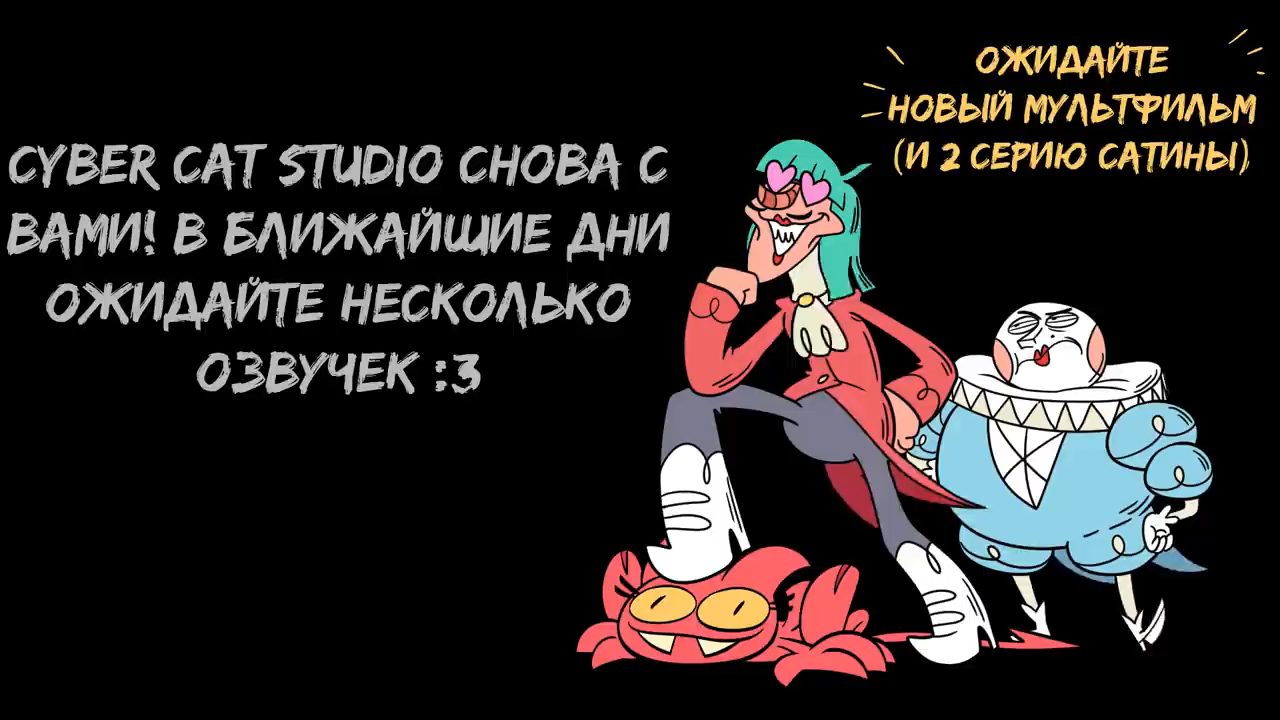 CYBER CAT STUDIO СНОВА С
ВАМИ! В БЛИЖАЙШИЕ ДНИ
ОЖИДАЙТЕ НЕСКОЛЬКО
ОЗВУЧЕК :3
ОЖИДАЙТЕ
НОВЫЙ МУЛЬТФИЛЬМ
(И 2 СЕРИЮ САТИНЫ)